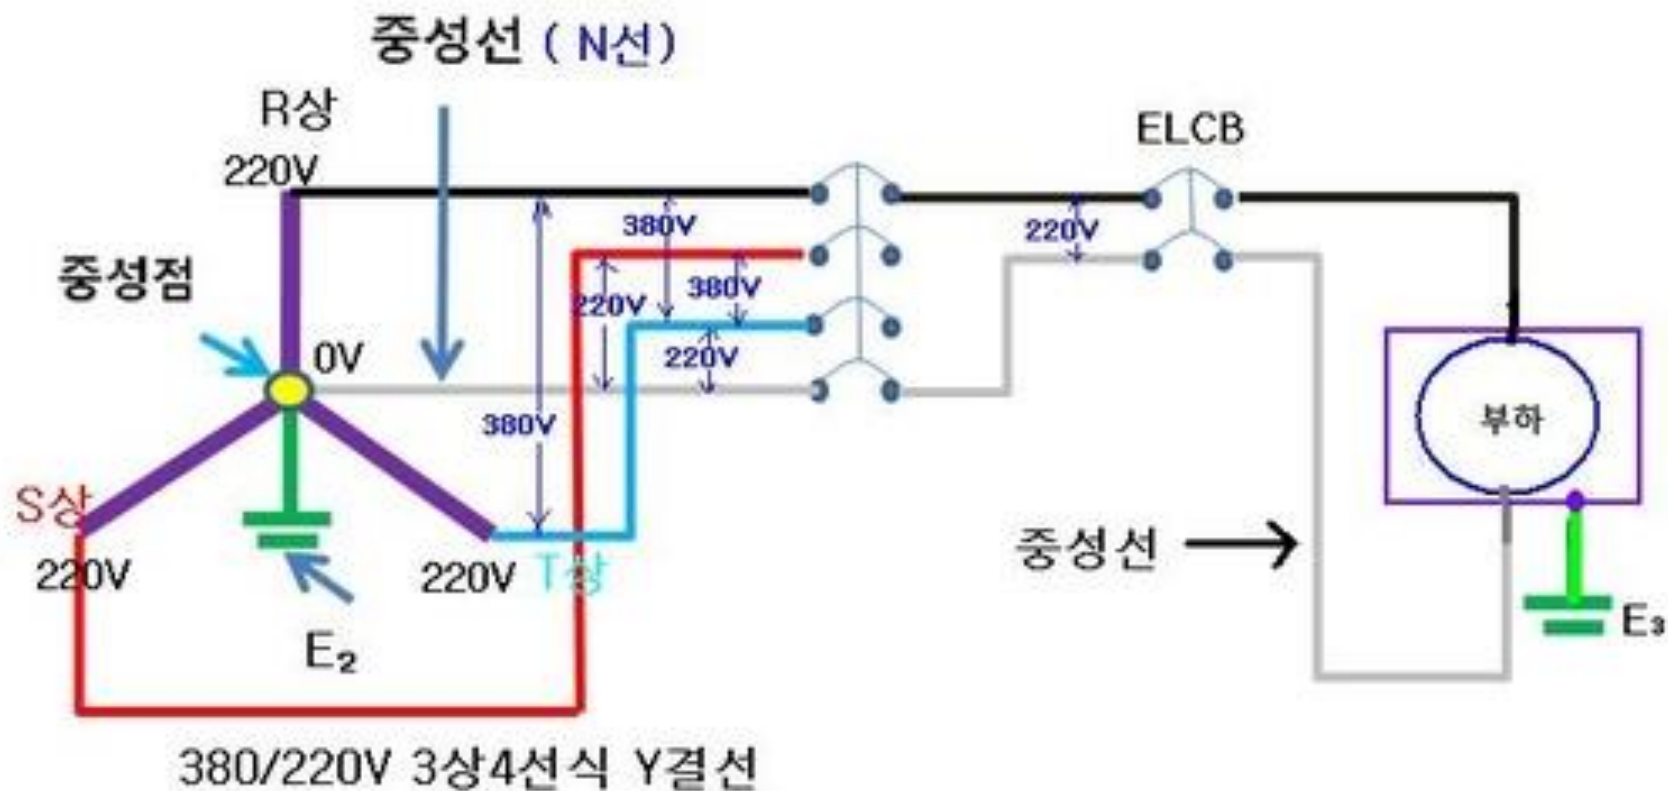 중성선 ( N선)
R상
220V
ELCB
380V
220V
중성점
380V
220V
0V
220V
부하
380V
S상
중성선
220V
220V T상
E₂
E₃
380/220V 3상4선식 Y결선